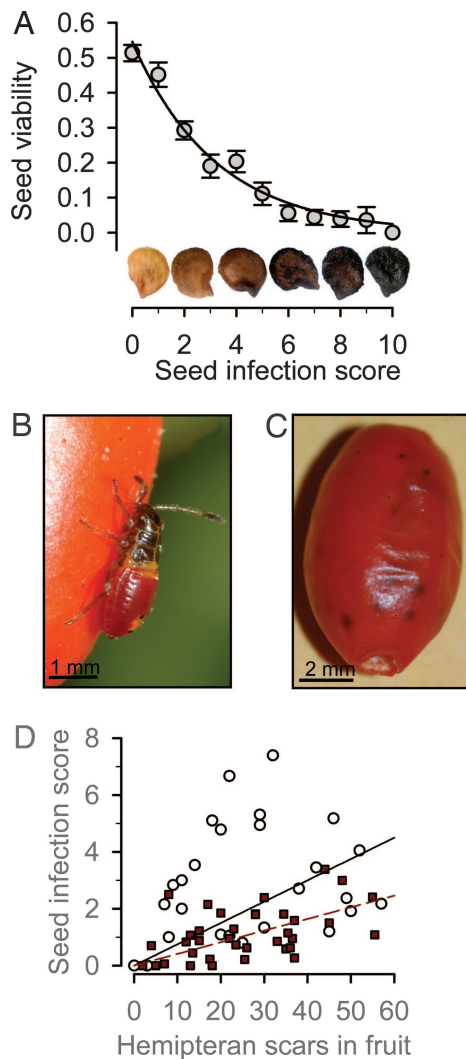 A
Seed viability
0.6
0.5
0.4
0.3
0.2
0.1
0.0
0 2 4 6 8 10
Seed infection score
B
1 mm
C
2 mm
D
Seed infection score
8
6
4
2
0
0 10 20 30 40 50 60
Hemipteran scars in fruit